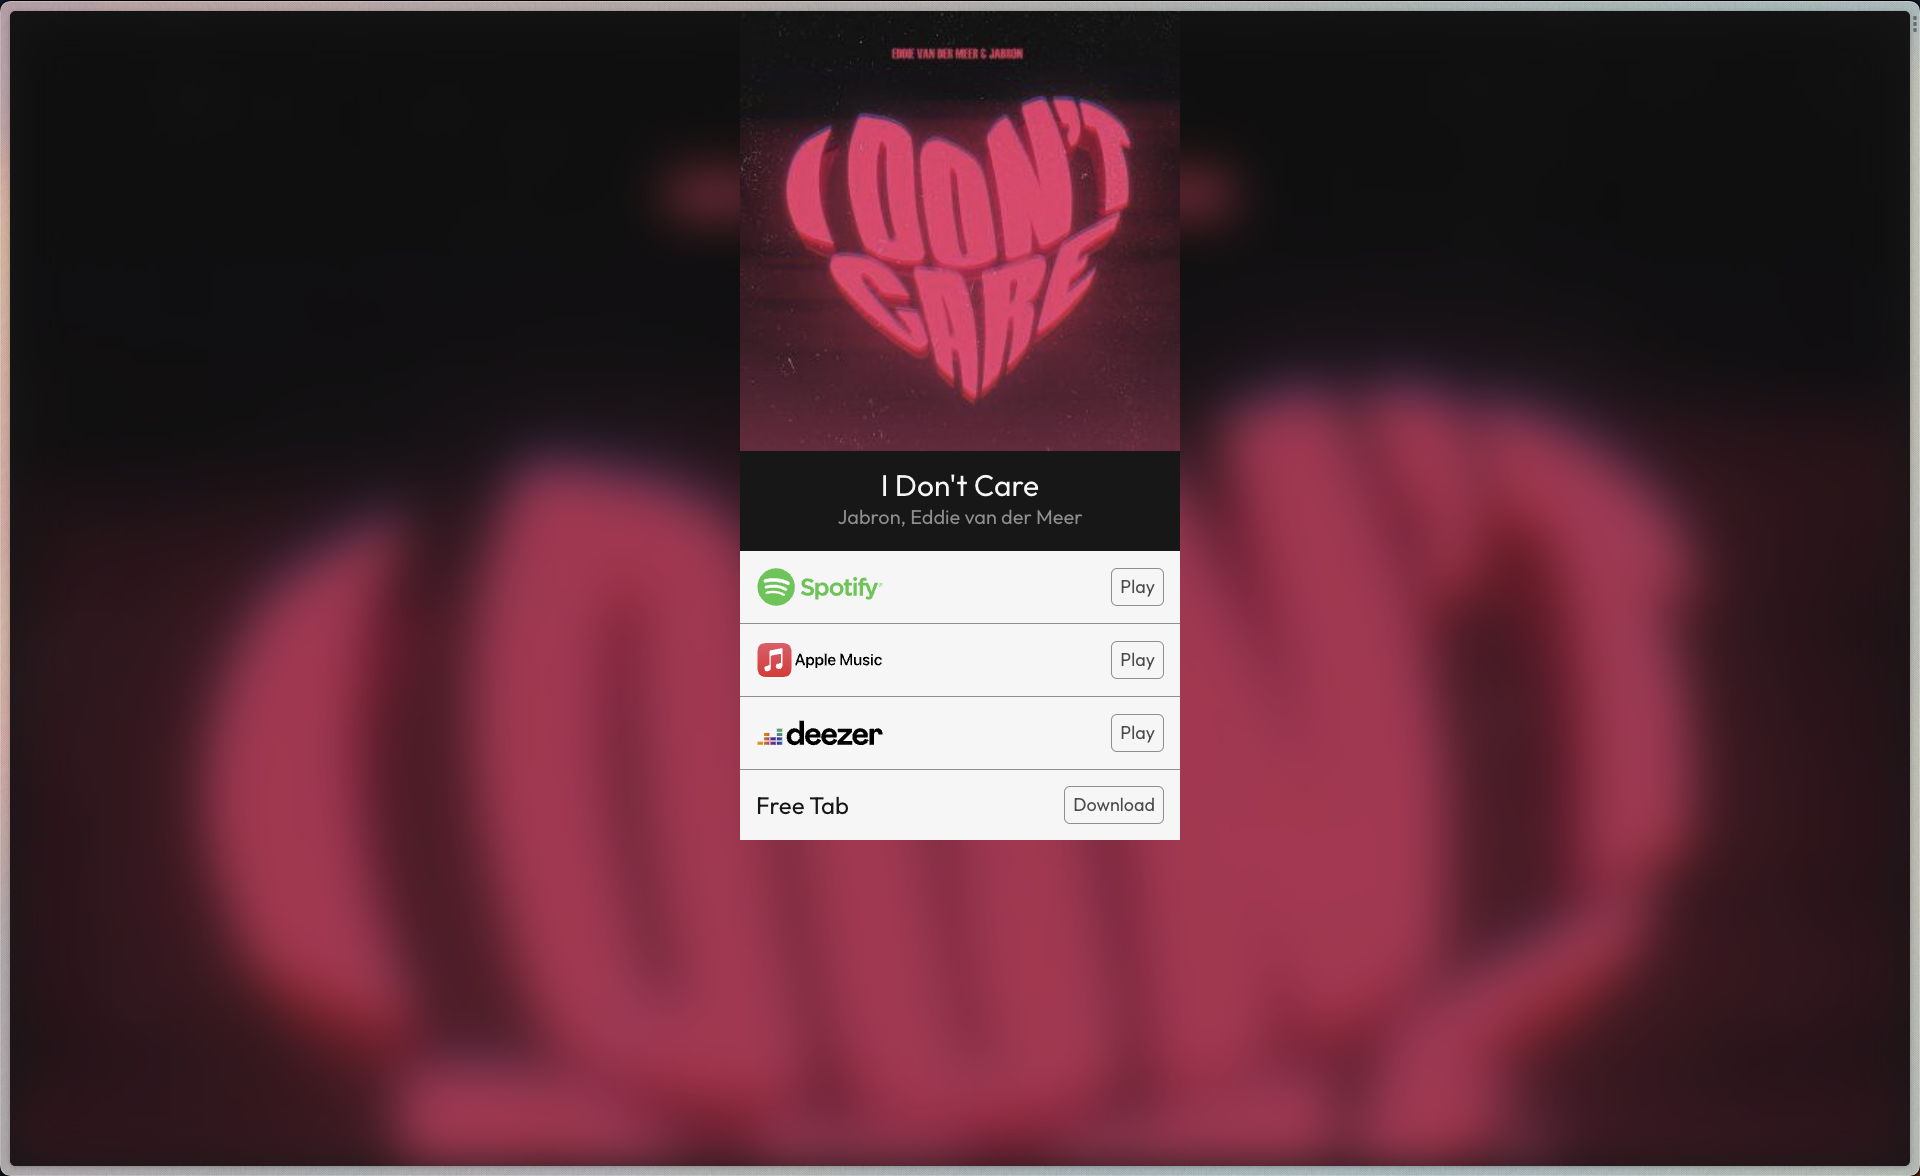 EDDIE VAN DER MEER & JABRON
I DON'T
CARE
I Don't Care
Jabron, Eddie van der Meer
Spotify
Play
Apple Music
Play
deezer
Play
Free Tab
Download